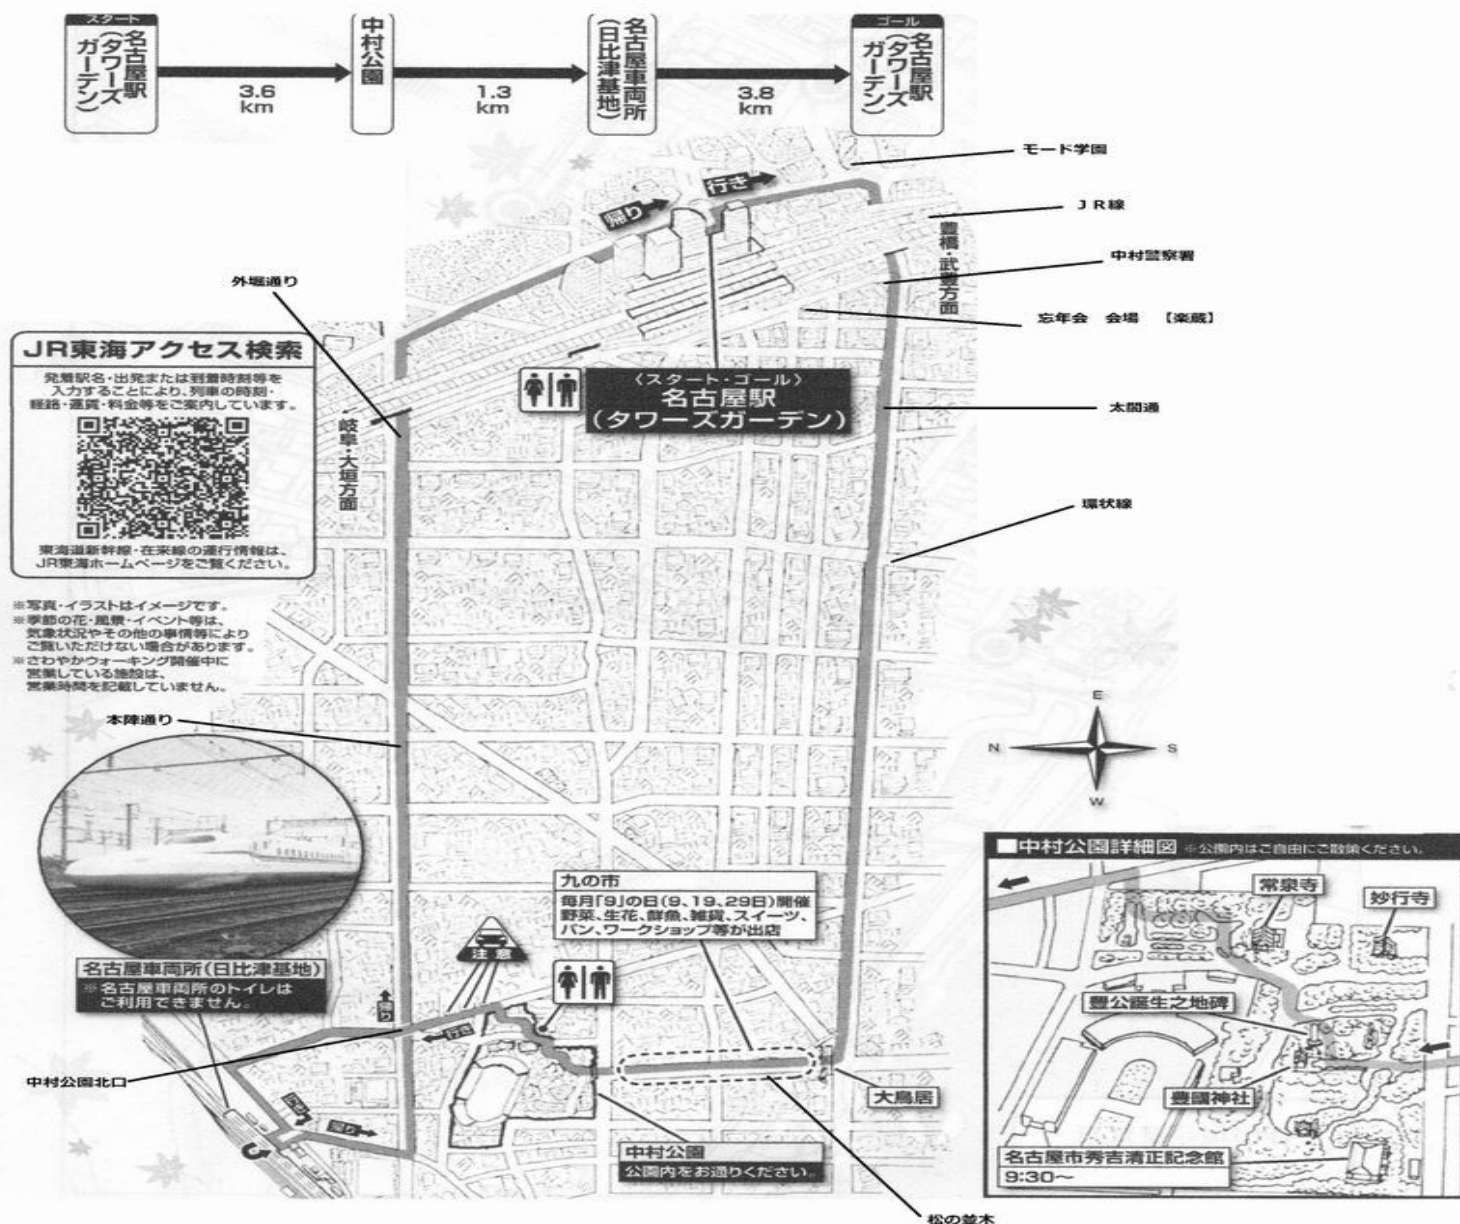 スタート
名古屋駅
(タワーズ
ガーデン)
3.6
km
中村公園
1.3
km
名古屋車両所
(日比津基地)
3.8
km
ゴール
名古屋駅
(タワーズ
ガーデン)
モード学園
行き
帰り
JR線
豊橋・武豊方面
中村警察署
外堀通り
忘年会 会場 【楽蔵】
JR東海アクセス検索
発着駅名・出発または到着時刻等を
入力することにより、列車の時刻・
経路・運賃・料金等をご案内しています。
東海道新幹線・在来線の運行情報は、
JR東海ホームページをご覧ください。
〈スタート・ゴール〉
名古屋駅
(タワーズガーデン)
太閤通
岐阜・大垣方面
環状線
※写真・イラストはイメージです。
※季節の花・風景・イベント等は、
気象状況やその他の事情等により
ご覧いただけない場合があります。
※さわやかウォーキング開催中に
営業している施設は、
営業時間を記載していません。
本陣通り
E
N
S
W
九の市
毎月「9」の日(9、19、29日)開催
野菜、生花、鮮魚、雑貨、スイーツ、
パン、ワークショップ等が出店
注意
名古屋車両所(日比津基地)
※名古屋車両所のトイレは
ご利用できません。
帰り
行き
中村公園北口
行き
帰り
大鳥居
中村公園
公園内をお通りください。
松の並木
■中村公園詳細図 ※公園内はご自由にご散策ください。
常泉寺
妙行寺
豊公誕生之地碑
豊國神社
名古屋市秀吉清正記念館
9:30〜